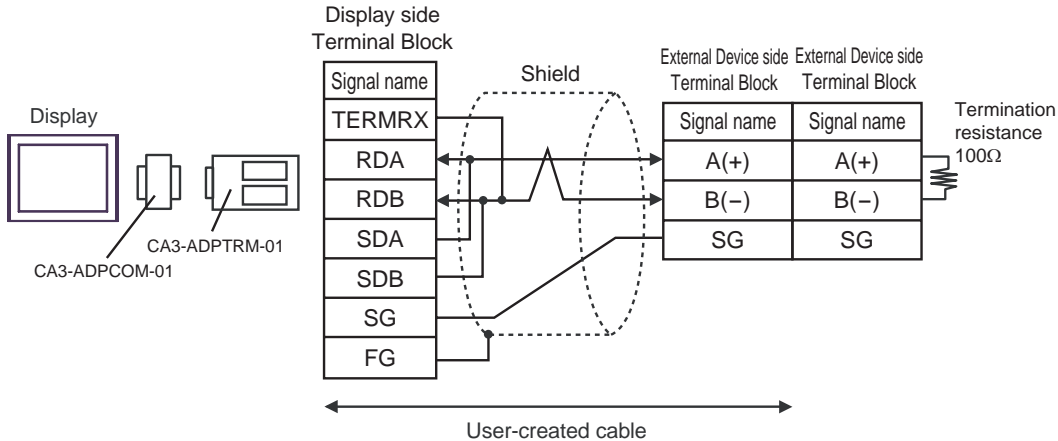 Display side
Terminal Block
Signal name
TERMRX
RDA
RDB
SDA
SDB
SG
FG
Display
CA3-ADPTRM-01
CA3-ADPCOM-01
Shield
External Device side
Terminal Block
Signal name
A(+)
B(−)
SG
External Device side
Terminal Block
Signal name
A(+)
B(−)
SG
Termination
resistance
100Ω
User-created cable